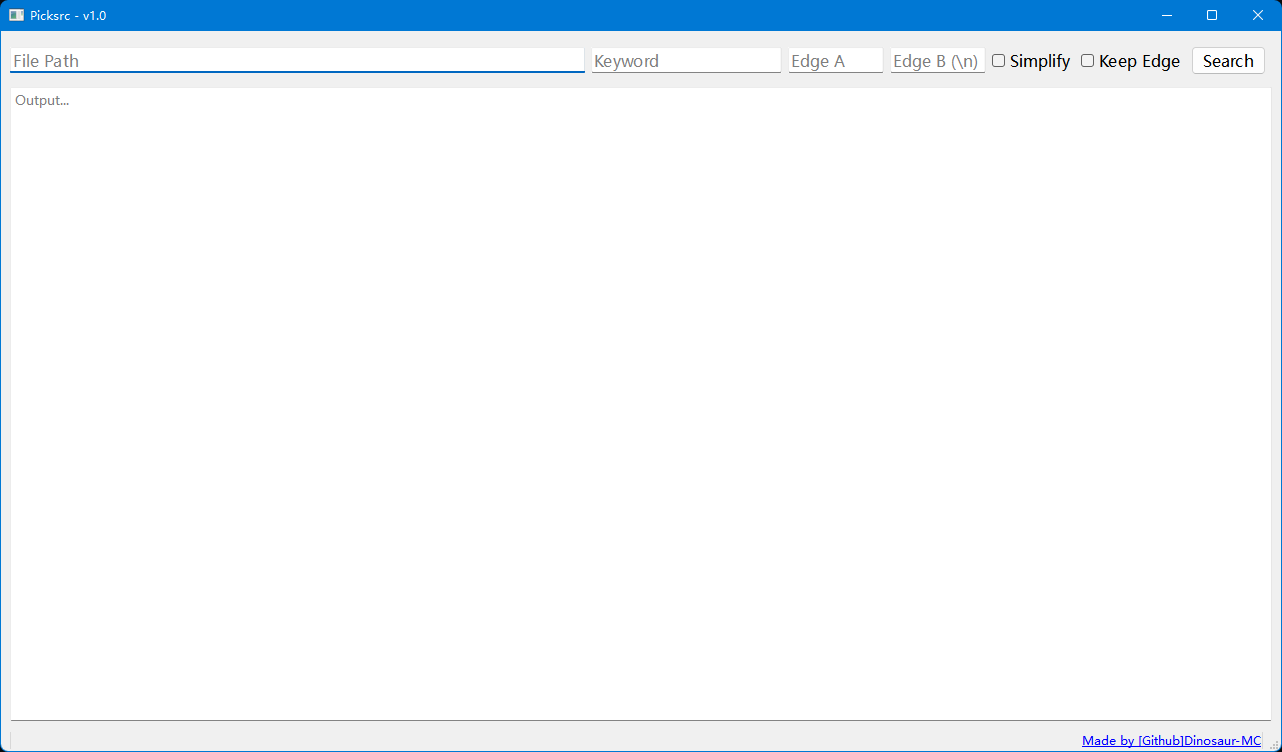 Picksrc - v1.0
File Path Keyword Edge A Edge B (\n) Simplify Keep Edge Search
Output...
Made by [Github]Dinosaur-MC